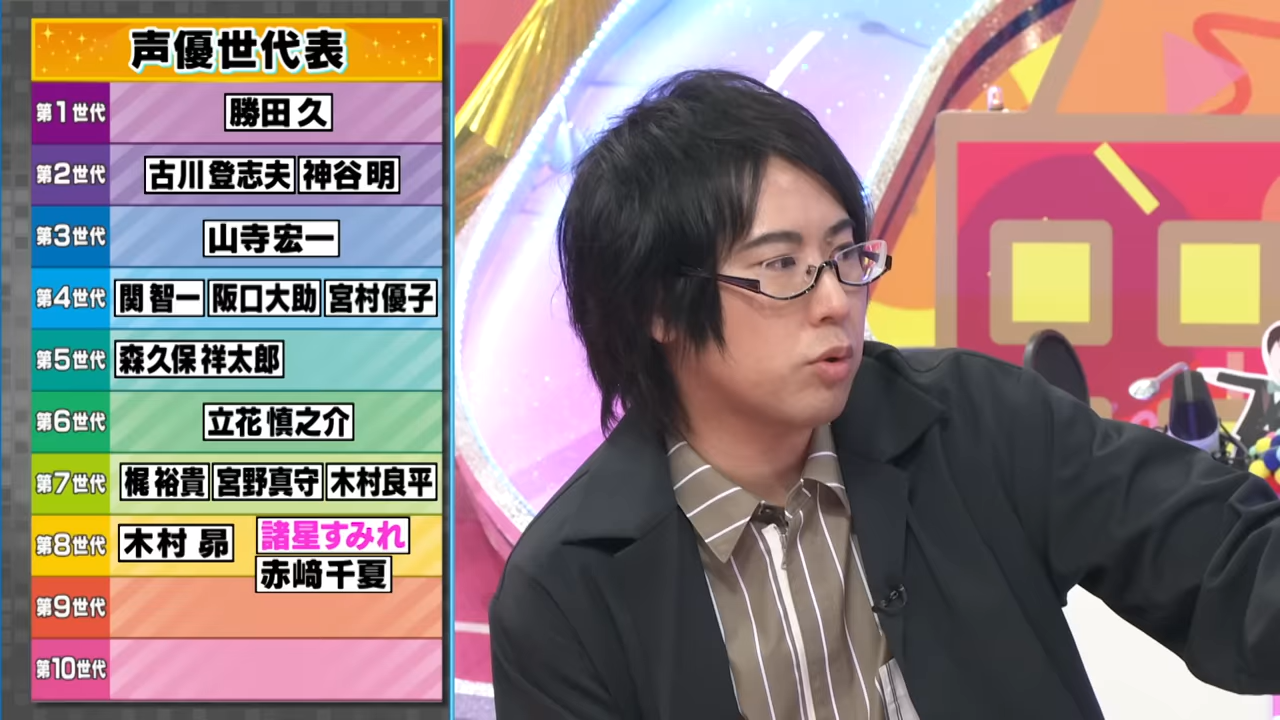 声優世代表
第1世代 勝田 久
第2世代 古川 登志夫 神谷 明
第3世代 山寺 宏一
第4世代 関 智一 阪口大助 宮村優子
第5世代 森久保 祥太郎
第6世代 立花 慎之介
第7世代 梶 裕貴 宮野真守 木村良平
第8世代 木村 昴 諸星すみれ
赤﨑千夏
第9世代
第10世代